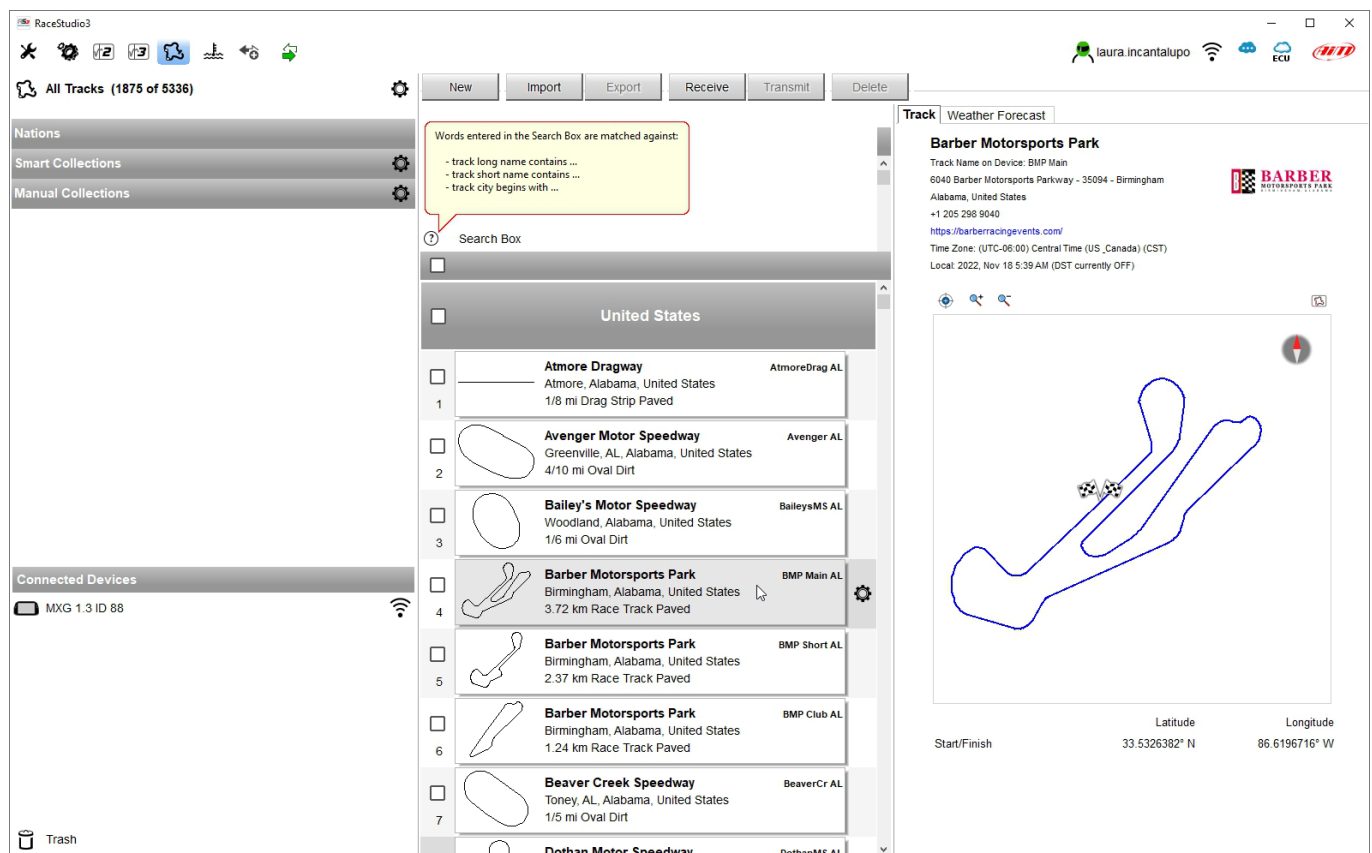 RaceStudio3
laura.incantalupo
ECU
AiM
All Tracks (1875 of 5336)
Nations
Smart Collections
Manual Collections
Connected Devices
MXG 1.3 ID 88
Trash
New
Import
Export
Receive
Transmit
Delete
Words entered in the Search Box are matched against:
- track long name contains ...
- track short name contains ...
- track city begins with ...
? Search Box
United States
Atmore Dragway AtmoreDrag AL
Atmore, Alabama, United States
1/8 mi Drag Strip Paved
1
Avenger Motor Speedway Avenger AL
Greenville, AL, Alabama, United States
4/10 mi Oval Dirt
2
Bailey's Motor Speedway BaileysMS AL
Woodland, Alabama, United States
1/6 mi Oval Dirt
3
Barber Motorsports Park BMP Main AL
Birmingham, Alabama, United States
3.72 km Race Track Paved
4
Barber Motorsports Park BMP Short AL
Birmingham, Alabama, United States
2.37 km Race Track Paved
5
Barber Motorsports Park BMP Club AL
Birmingham, Alabama, United States
1.24 km Race Track Paved
6
Beaver Creek Speedway BeaverCr AL
Toney, AL, Alabama, United States
1/5 mi Oval Dirt
7
Dothan Motor Speedway DothanMS AL
Track
Weather Forecast
Barber Motorsports Park
Track Name on Device: BMP Main
6040 Barber Motorsports Parkway - 35094 - Birmingham
Alabama, United States
+1 205 298 9040
https://barberracingevents.com/
Time Zone: (UTC-06:00) Central Time (US_Canada) (CST)
Local: 2022, Nov 18 5:39 AM (DST currently OFF)
BARBER
MOTORSPORTS PARK
BIRMINGHAM ALABAMA
Latitude Longitude
Start/Finish 33.5326382° N 86.6196716° W